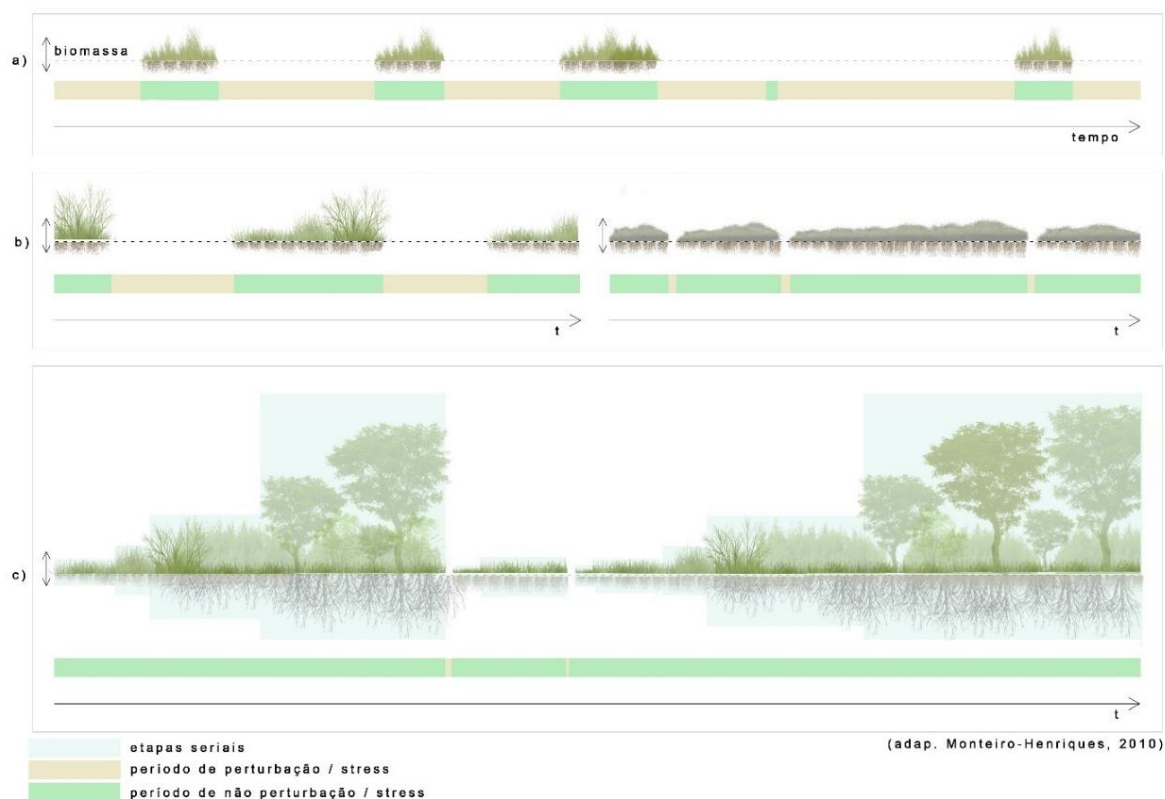 a)
biomassa
tempo
b)
t
t
c)
t
etapas seriais
(adap. Monteiro-Henriques, 2010)
período de perturbação / stress
período de não perturbação / stress